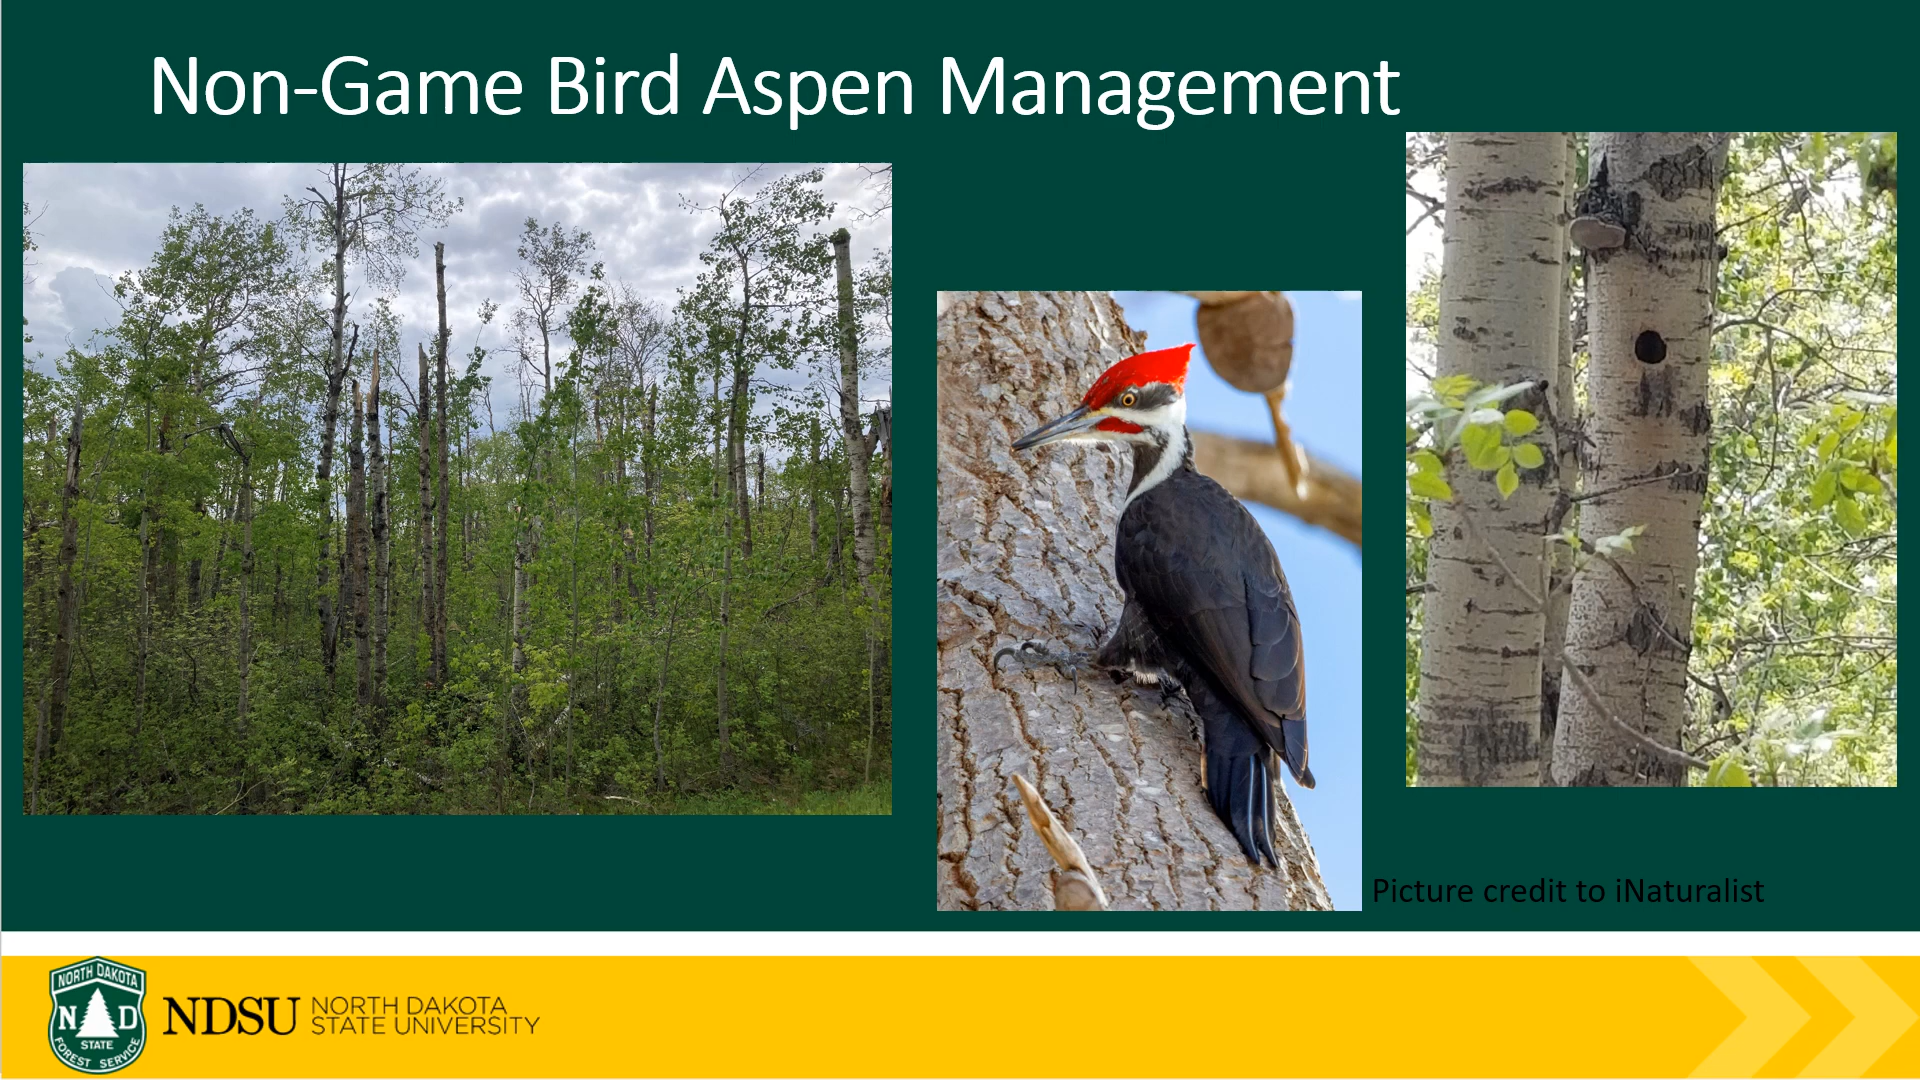 Non-Game Bird Aspen Management
Picture credit to iNaturalist
NORTH DAKOTA
N D
STATE
FOREST SERVICE
NDSU
NORTH DAKOTA
STATE UNIVERSITY